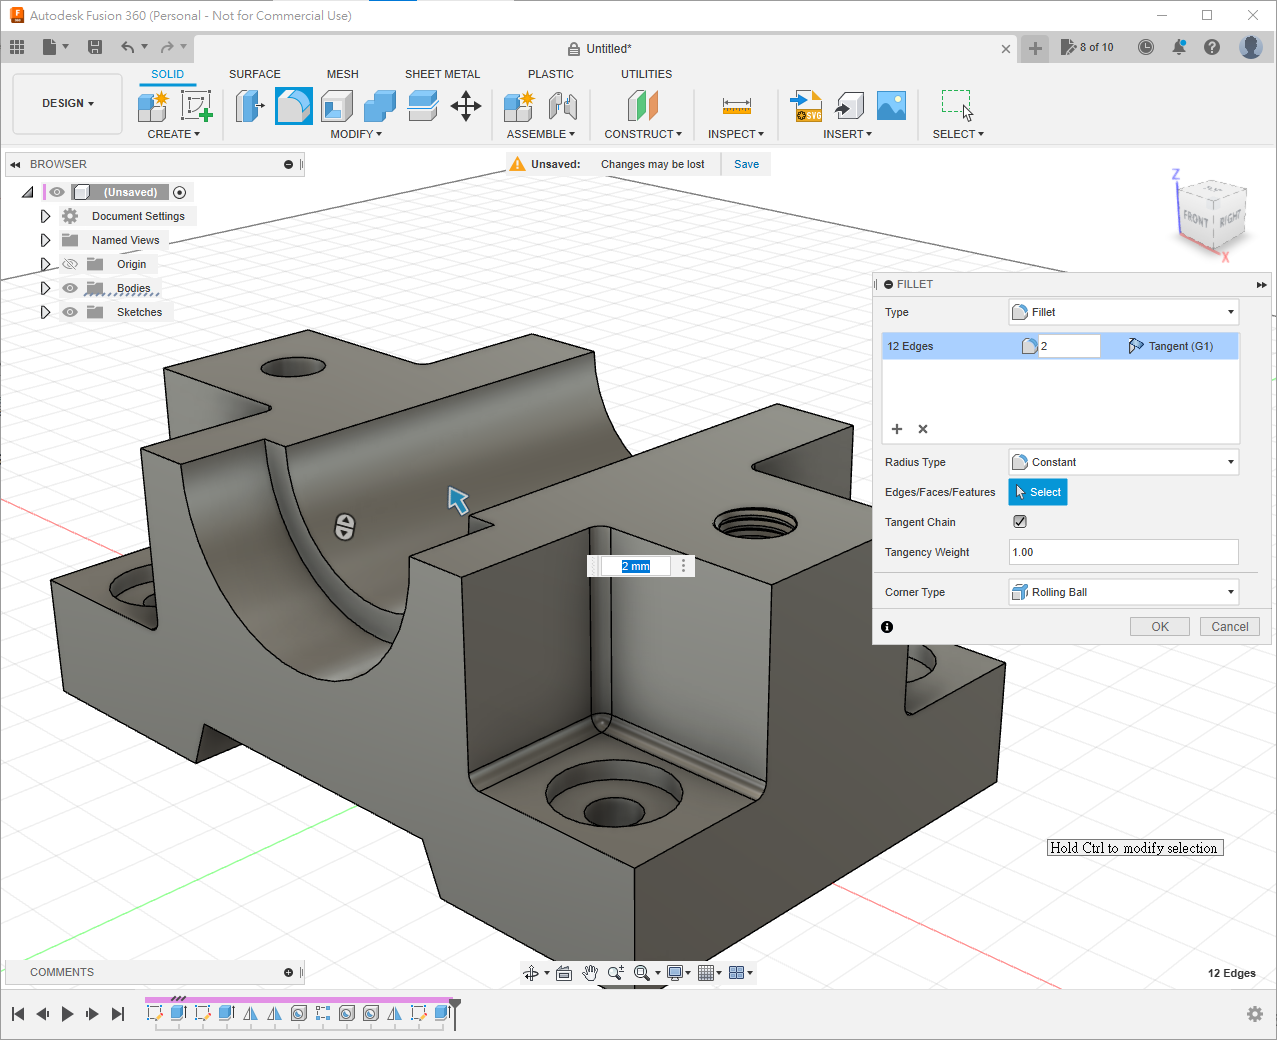 Autodesk Fusion 360 (Personal - Not for Commercial Use)
Untitled*
8 of 10
DESIGN
SOLID
SURFACE
MESH
SHEET METAL
PLASTIC
UTILITIES
CREATE
MODIFY
ASSEMBLE
CONSTRUCT
INSPECT
SVG
INSERT
SELECT
BROWSER
Unsaved: Changes may be lost Save
(Unsaved)
Document Settings
Named Views
Origin
Bodies
Sketches
Z
FRONT
RIGHT
X
FILLET
Type Fillet
12 Edges 2 Tangent (G1)
Radius Type Constant
Edges/Faces/Features Select
Tangent Chain
Tangency Weight 1.00
Corner Type Rolling Ball
OK Cancel
2 mm
Hold Ctrl to modify selection
COMMENTS
12 Edges